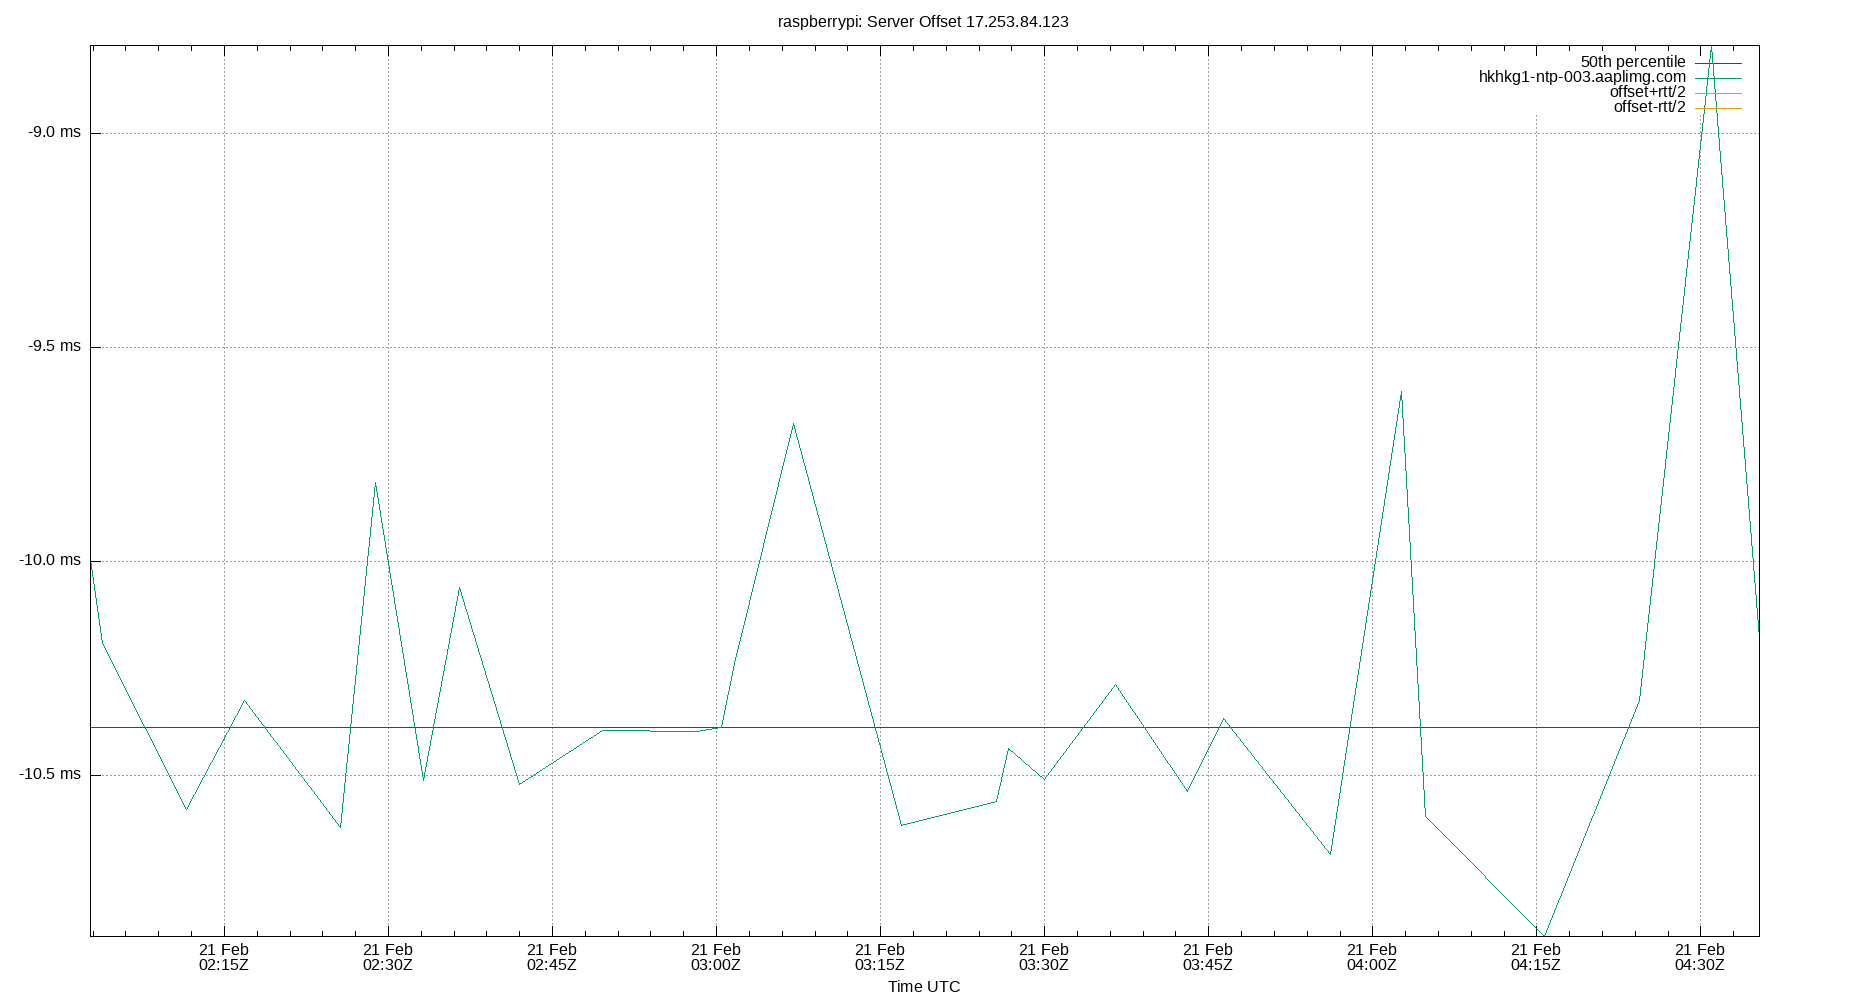 raspberrypi: Server Offset 17.253.84.123
50th percentile
hkhkg1-ntp-003.aaplimg.com
offset+rtt/2
offset-rtt/2
-9.0 ms
-9.5 ms
-10.0 ms
-10.5 ms
21 Feb 21 Feb 21 Feb 21 Feb 21 Feb 21 Feb 21 Feb 21 Feb 21 Feb 21 Feb
02:15Z 02:30Z 02:45Z 03:00Z 03:15Z 03:30Z 03:45Z 04:00Z 04:15Z 04:30Z
Time UTC